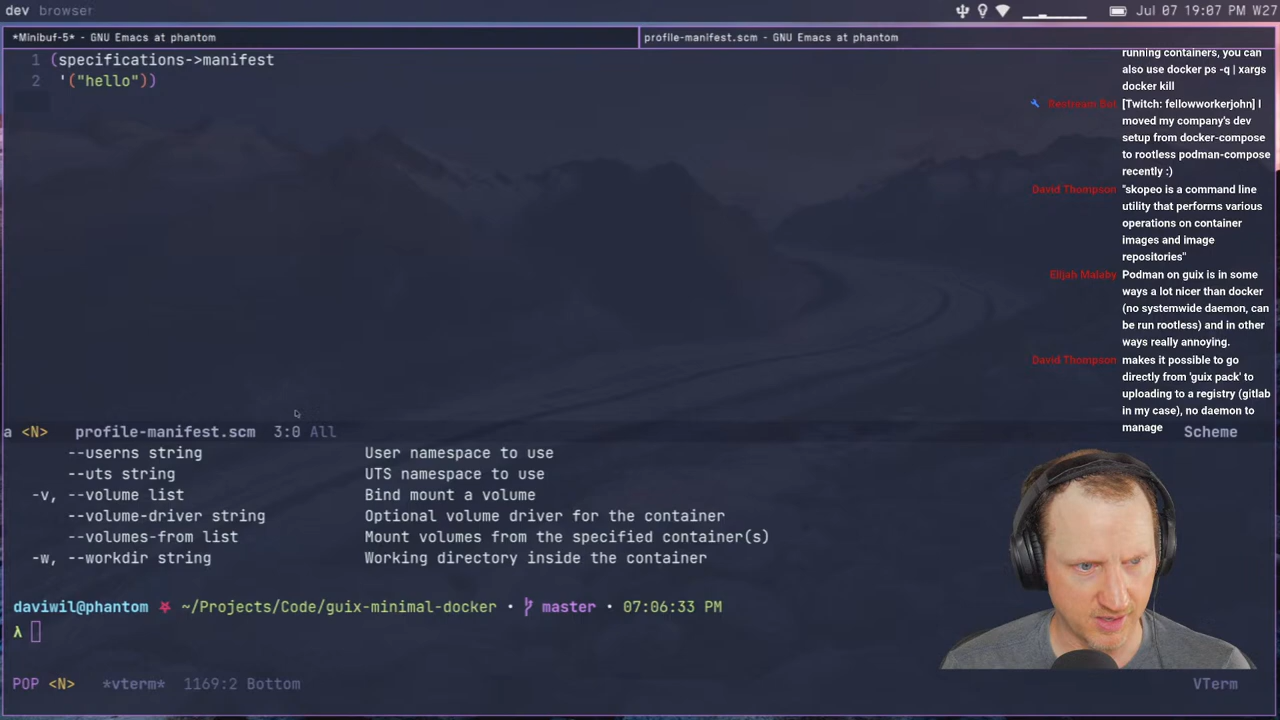 dev browser
Jul 07 19:07 PM W27
*Minibuf-5* - GNU Emacs at phantom
profile-manifest.scm - GNU Emacs at phantom
1 (specifications->manifest
2 '("hello"))
running containers, you can
also use docker ps -q | xargs
docker kill
Restream Bot [Twitch: fellowworkerjohn] I
moved my company's dev
setup from docker-compose
to rootless podman-compose
recently :)
David Thompson "skopeo is a command line
utility that performs various
operations on container
images and image
repositories"
Elijah Malaby Podman on guix is in some
ways a lot nicer than docker
(no systemwide daemon, can
be run rootless) and in other
ways really annoying.
David Thompson makes it possible to go
directly from 'guix pack' to
uploading to a registry (gitlab
in my case), no daemon to
manage
a <N> profile-manifest.scm 3:0 All Scheme
--userns string User namespace to use
--uts string UTS namespace to use
-v, --volume list Bind mount a volume
--volume-driver string Optional volume driver for the container
--volumes-from list Mount volumes from the specified container(s)
-w, --workdir string Working directory inside the container
daviwil@phantom ~/Projects/Code/guix-minimal-docker • master • 07:06:33 PM
λ
POP <N> *vterm* 1169:2 Bottom VTerm